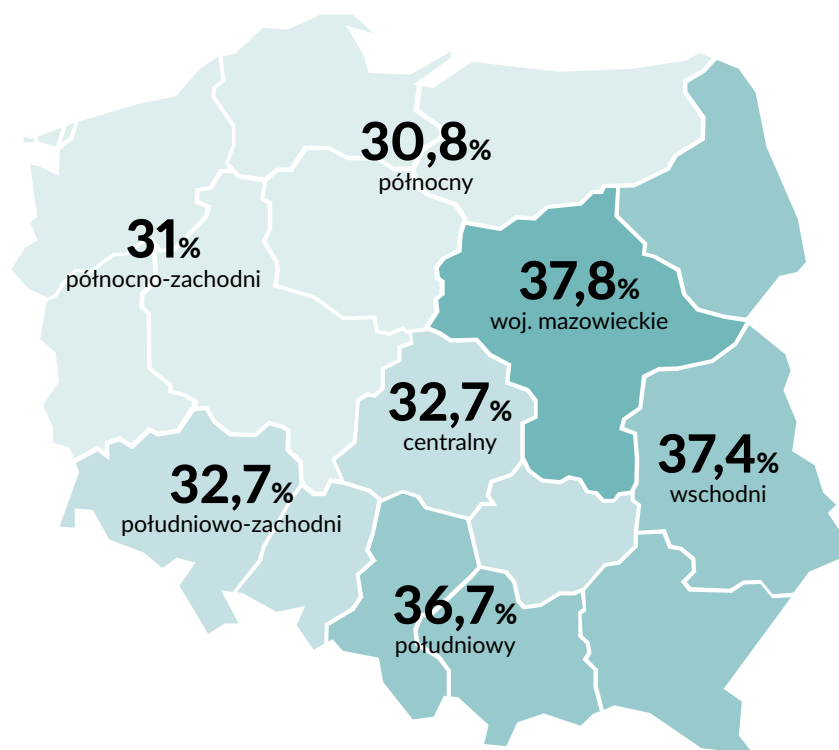 30,8%
północny
31%
północno-zachodni
37,8%
woj. mazowieckie
32,7%
centralny
37,4%
wschodni
32,7%
południowo-zachodni
36,7%
południowy